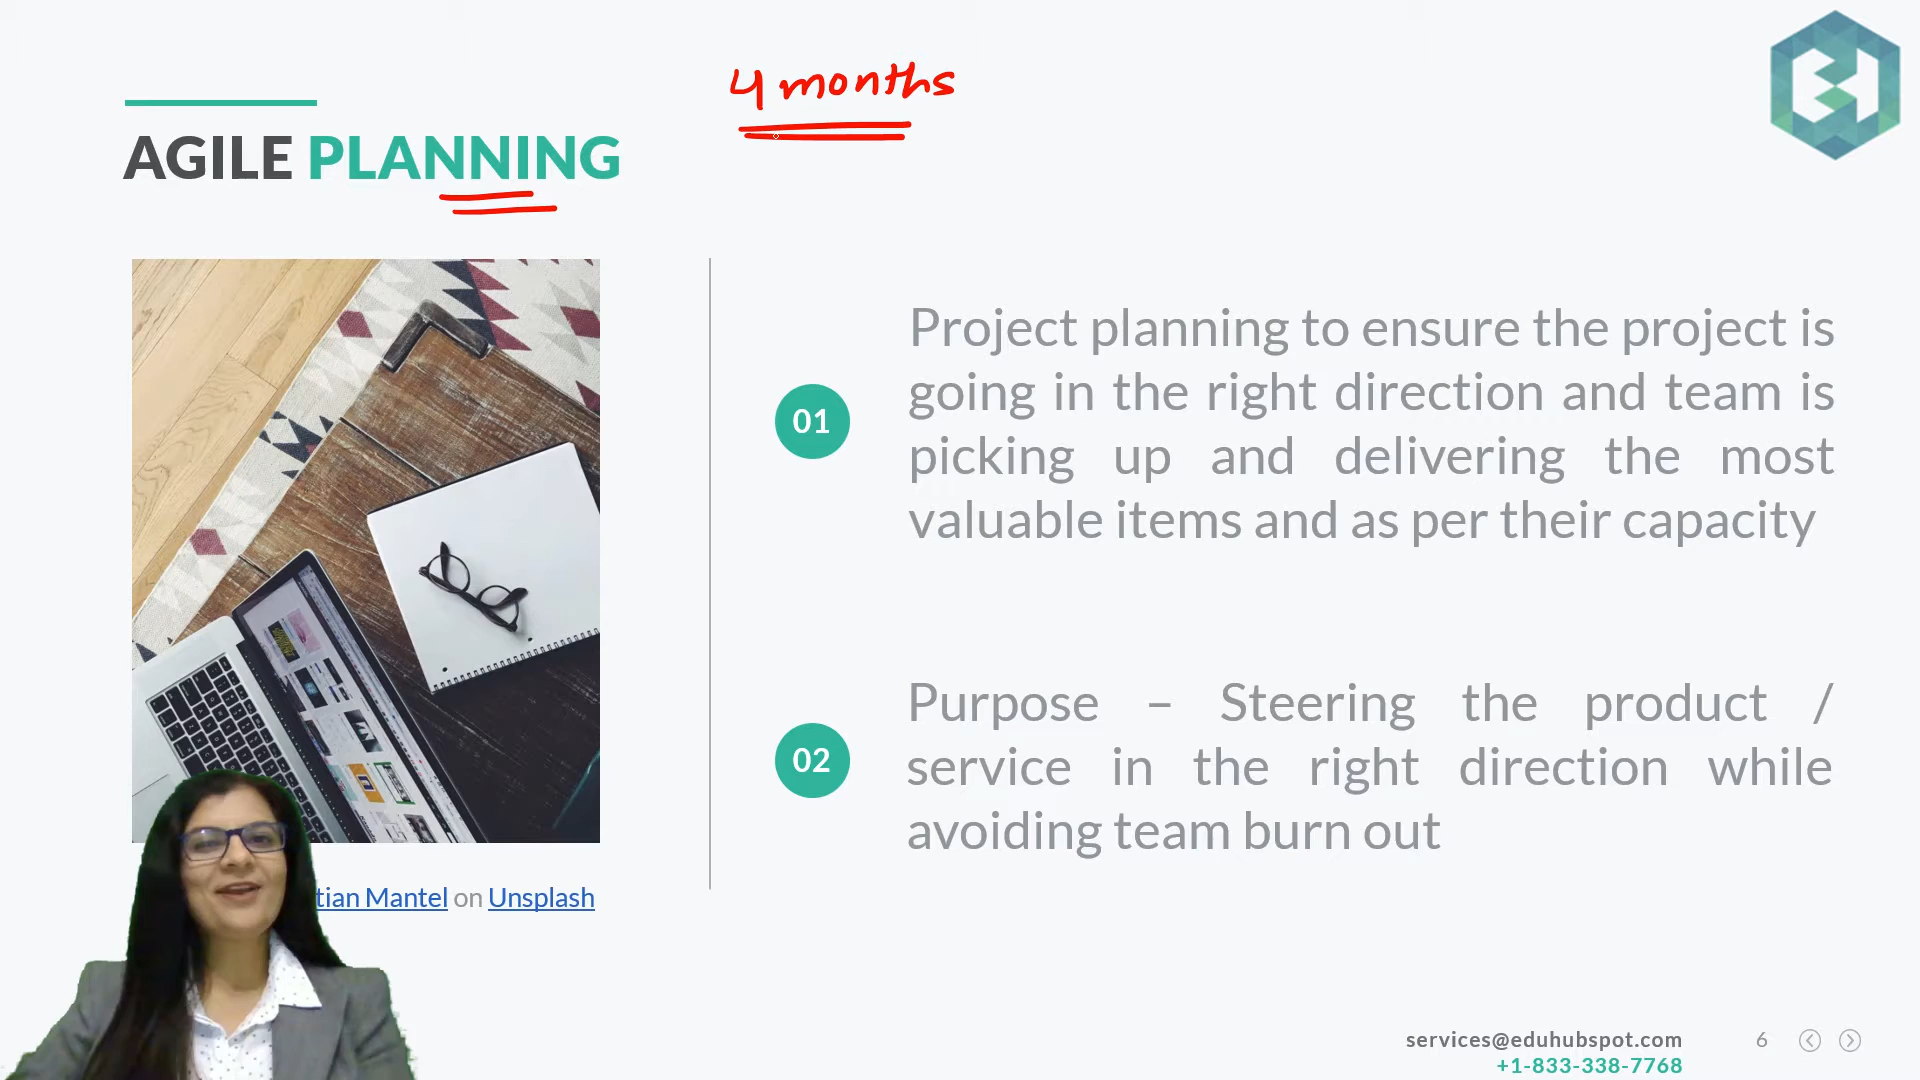 4 months
AGILE PLANNING
01
Project planning to ensure the project is
going in the right direction and team is
picking up and delivering the most
valuable items and as per their capacity
02
Purpose – Steering the product /
service in the right direction while
avoiding team burn out
Mantel on Unsplash
services@eduhubspot.com
6
+1-833-338-7768